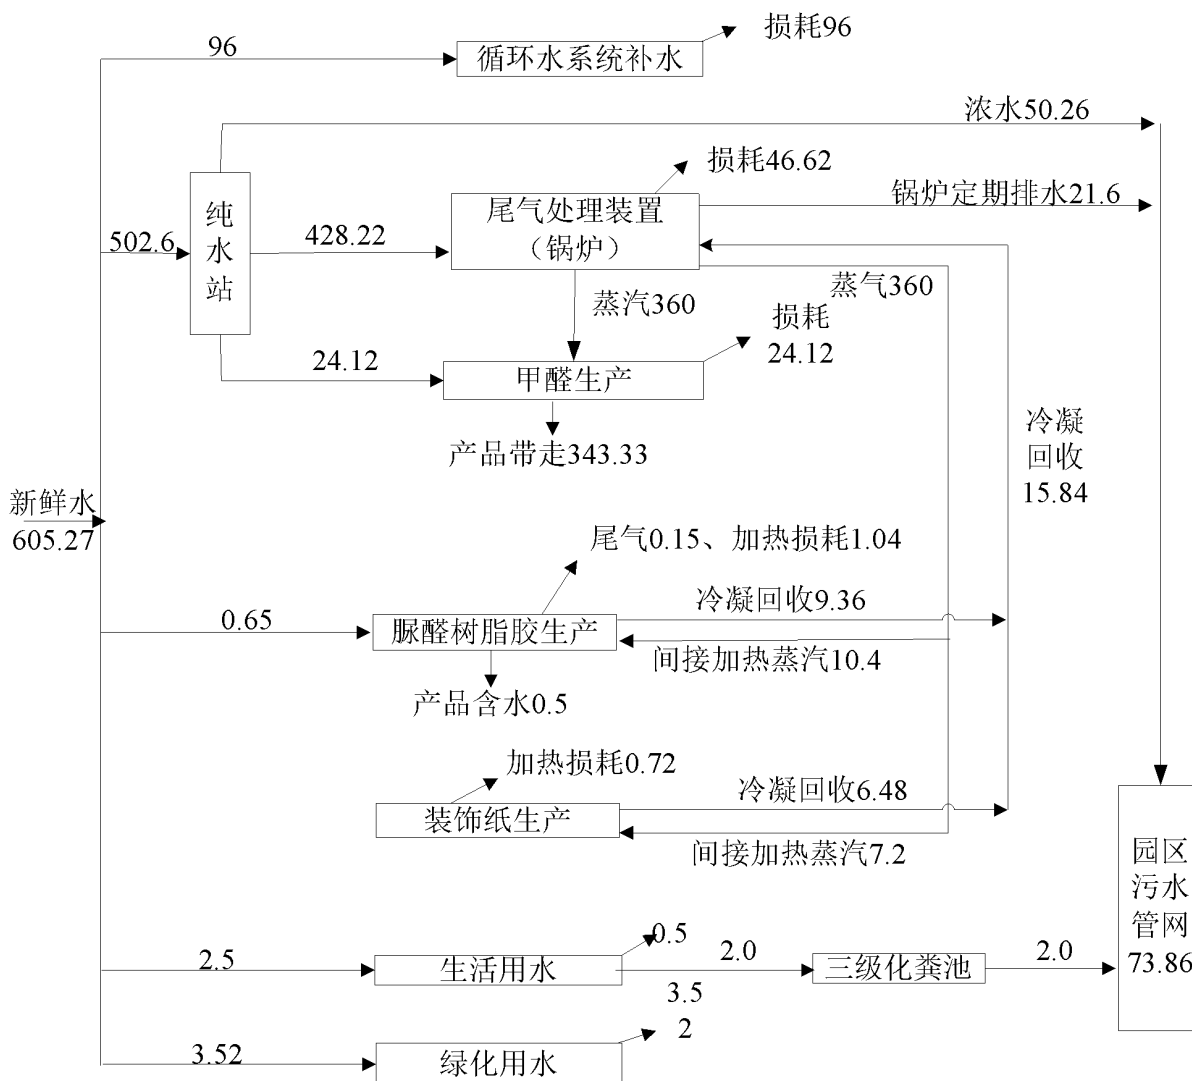 损耗96
96
循环水系统补水
浓水50.26
损耗46.62
锅炉定期排水21.6
纯
水
站
尾气处理装置
（锅炉）
502.6
428.22
蒸汽360
蒸气360
损耗
24.12
24.12
甲醛生产
产品带走343.33
冷凝
回收
15.84
新鲜水
605.27
尾气0.15、加热损耗1.04
冷凝回收9.36
0.65
脲醛树脂胶生产
间接加热蒸汽10.4
产品含水0.5
加热损耗0.72
冷凝回收6.48
装饰纸生产
间接加热蒸汽7.2
园区
污水
管网
73.86
0.5
2.5
生活用水
2.0
三级化粪池
2.0
3.5
2
3.52
绿化用水